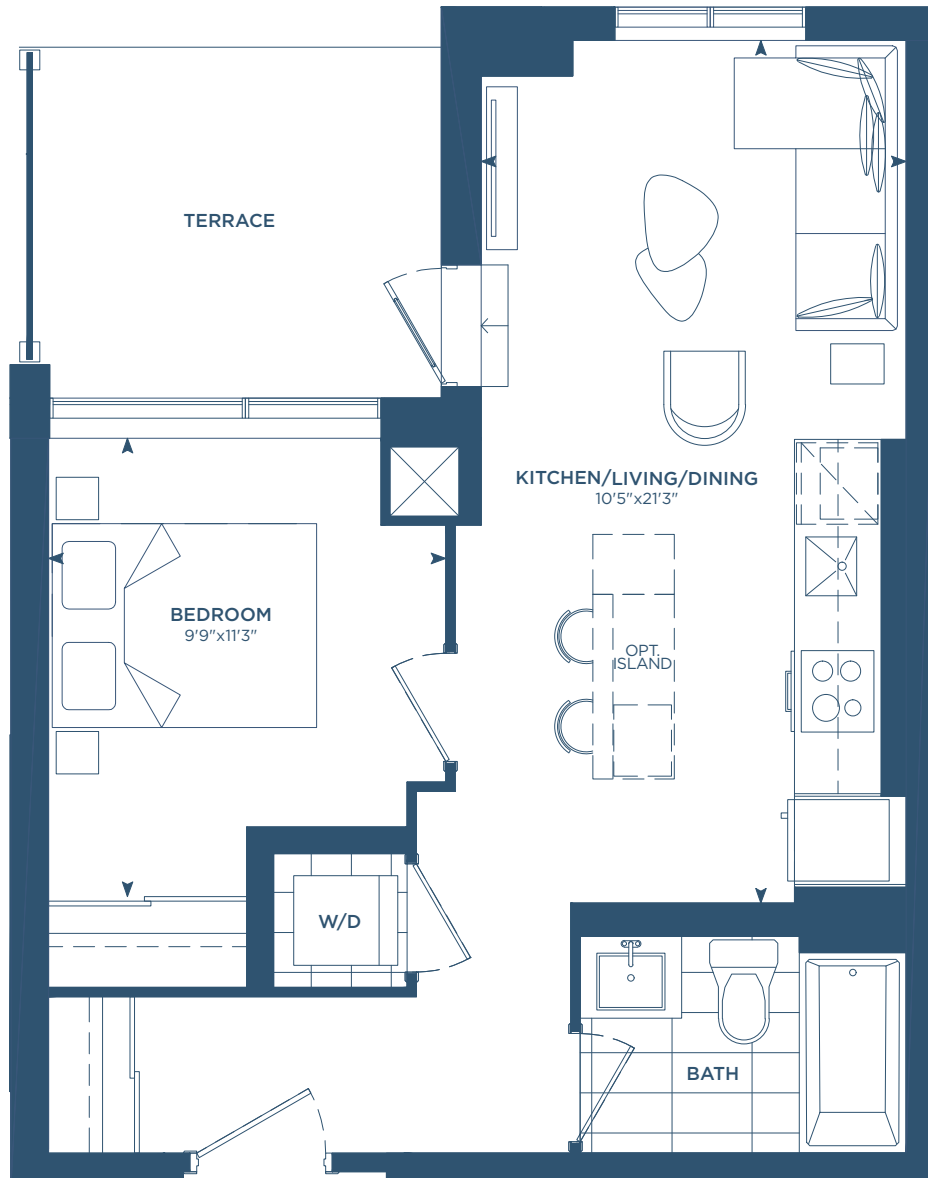 TERRACE
KITCHEN/LIVING/DINING
10'5"x21'3"
BEDROOM
9'9"x11'3"
OPT.
ISLAND
W/D
BATH